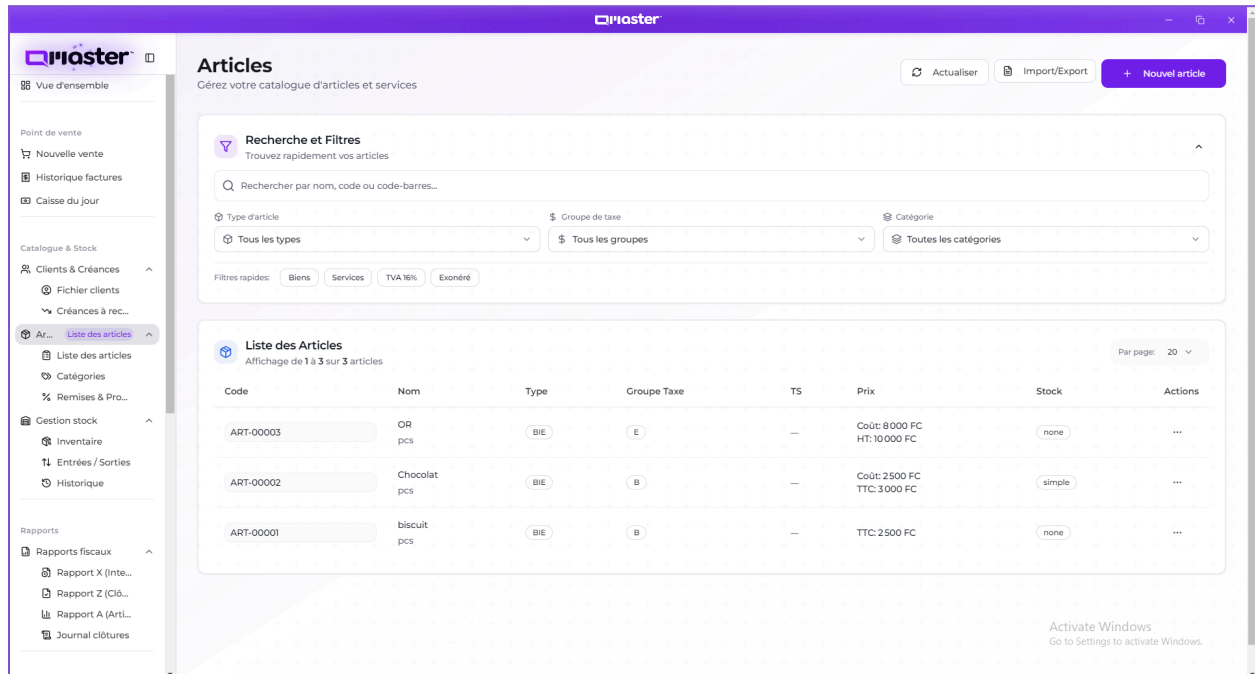 Qmaster
Qmaster
Vue d'ensemble
Point de vente
Nouvelle vente
Historique factures
Caisse du jour
Catalogue & Stock
Clients & Créances
Fichier clients
Créances à rec...
Ar... Liste des articles
Liste des articles
Catégories
% Remises & Pro...
Gestion stock
Inventaire
Entrées / Sorties
Historique
Rapports
Rapports fiscaux
Rapport X (Inte...
Rapport Z (Clô...
Rapport A (Arti...
Journal clôtures
Articles
Gérez votre catalogue d'articles et services
Actualiser
Import/Export
+ Nouvel article
Recherche et Filtres
Trouvez rapidement vos articles
Rechercher par nom, code ou code-barres...
Type d'article
$ Groupe de taxe
Catégorie
Tous les types
$ Tous les groupes
Toutes les catégories
Filtres rapides: Biens Services TVA 16% Exonéré
Liste des Articles
Affichage de 1 à 3 sur 3 articles
Par page: 20
Code Nom Type Groupe Taxe TS Prix Stock Actions
ART-00003 OR BIE E — Coût: 8 000 FC none ...
pcs HT: 10 000 FC
ART-00002 Chocolat BIE B — Coût: 2 500 FC simple ...
pcs TTC: 3 000 FC
ART-00001 biscuit BIE B — TTC: 2 500 FC none ...
pcs
Activate Windows
Go to Settings to activate Windows.